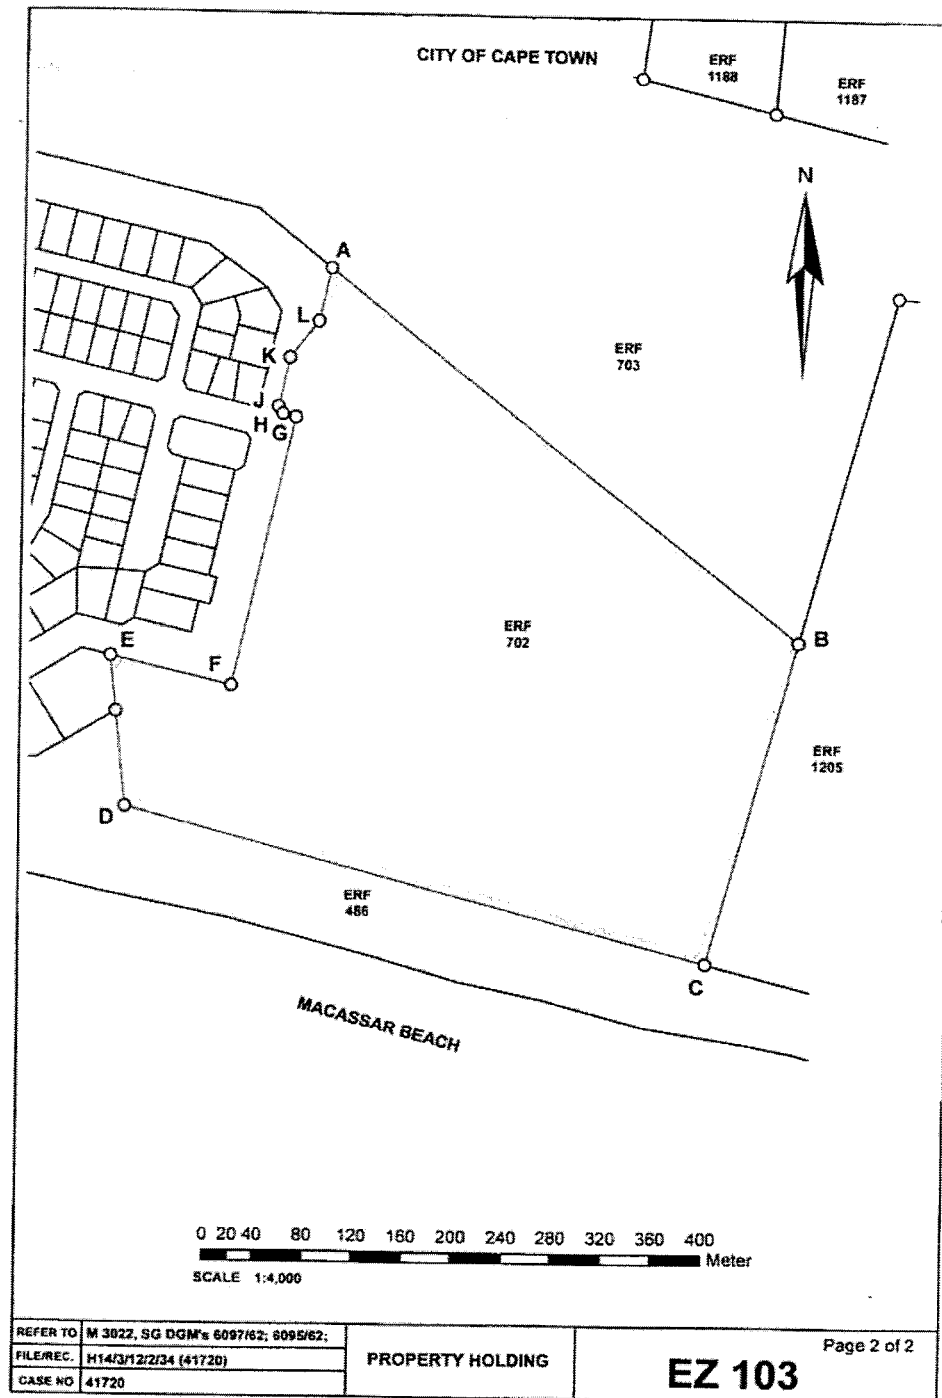 CITY OF CAPE TOWN
ERF
1188
ERF
1187
N
A
L
K
J
H
G
ERF
703
E
F
ERF
702
B
ERF
1205
D
ERF
486
C
MACASSAR BEACH
0 20 40 80 120 160 200 240 280 320 360 400
Meter
SCALE 1:4,000
REFER TO M 3022, SG DGM's 6097/62; 6095/62;
FILE/REC. H14/3/12/2/34 (41720)
CASE NO 41720
PROPERTY HOLDING
Page 2 of 2
EZ 103